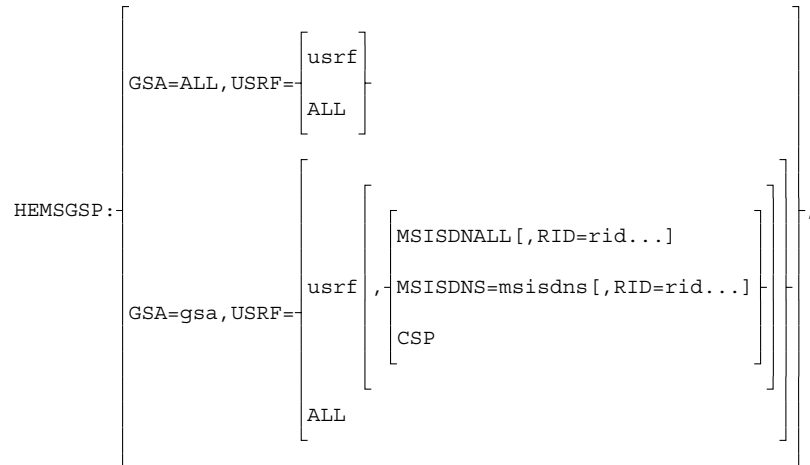 usrf
GSA=ALL,USRF=
ALL
HEMSGSP:
MSISDNALL[,RID=rid...]
usrf , MSISDNS=msisdns[,RID=rid...]
GSA=gsa,USRF=
CSP
ALL
;